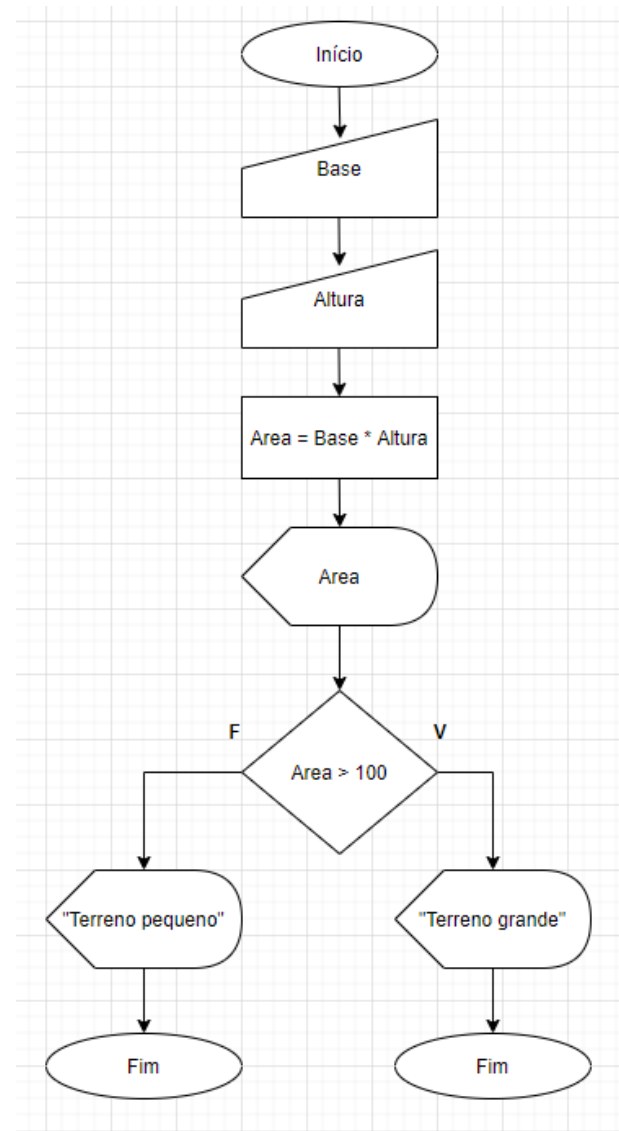 Início
Base
Altura
Area = Base * Altura
Area
F
V
Area > 100
"Terreno pequeno"
"Terreno grande"
Fim
Fim